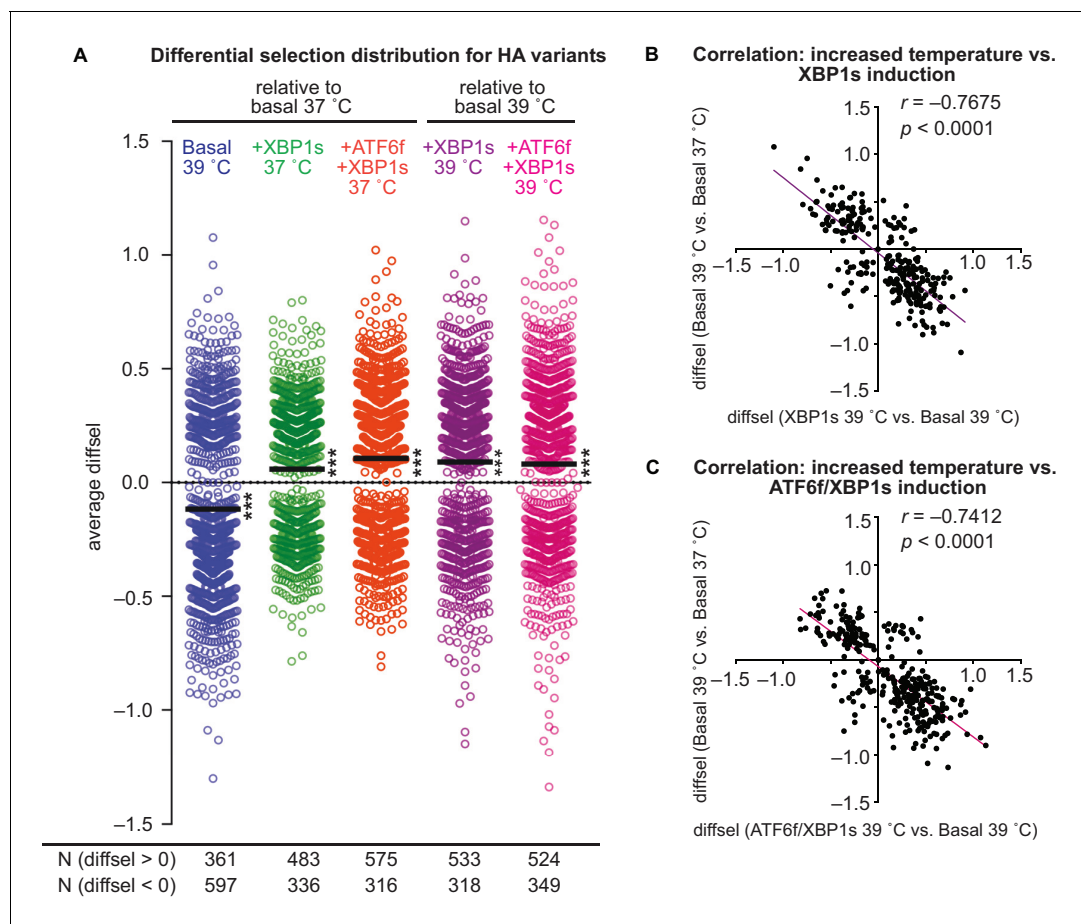 A Differential selection distribution for HA variants
relative to
basal 37 ˚C
relative to
basal 39 ˚C
Basal
39 ˚C
+XBP1s
37 ˚C
+ATF6f
+XBP1s
37 ˚C
+XBP1s
39 ˚C
+ATF6f
+XBP1s
39 ˚C
average diffsel
1.5
1.0
0.5
0.0
−0.5
−1.0
−1.5
***
***
***
***
***
N (diffsel > 0) 361 483 575 533 524
N (diffsel < 0) 597 336 316 318 349
B Correlation: increased temperature vs.
XBP1s induction
r = –0.7675
p < 0.0001
diffsel (Basal 39 ˚C vs. Basal 37 ˚C)
1.5
1.0
−1.5 −1.0 1.0 1.5
−1.0
−1.5
diffsel (XBP1s 39 ˚C vs. Basal 39 ˚C)
C Correlation: increased temperature vs.
ATF6f/XBP1s induction
r = –0.7412
p < 0.0001
diffsel (Basal 39 ˚C vs. Basal 37 ˚C)
1.5
1.0
−1.5 −1.0 1.0 1.5
−1.0
−1.5
diffsel (ATF6f/XBP1s 39 ˚C vs. Basal 39 ˚C)